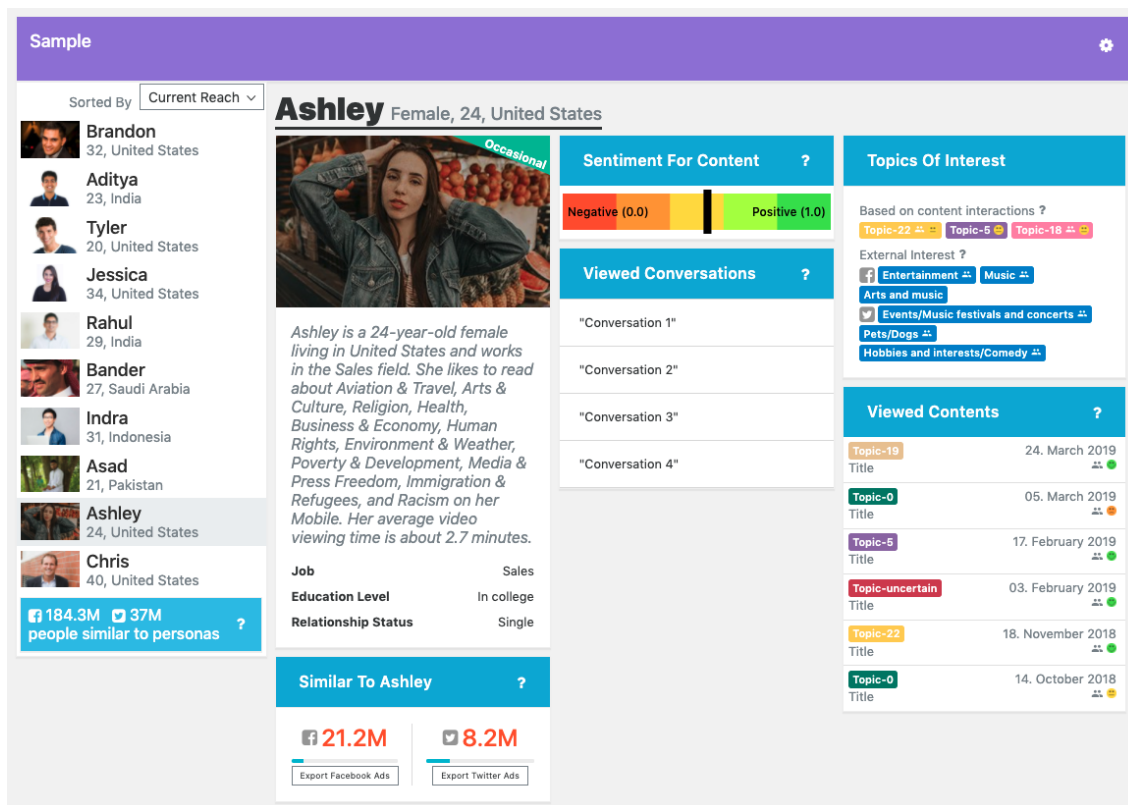 Sample
Sorted By Current Reach
Brandon
32, United States
Aditya
23, India
Tyler
20, United States
Jessica
34, United States
Rahul
29, India
Bander
27, Saudi Arabia
Indra
31, Indonesia
Asad
21, Pakistan
Ashley
24, United States
Chris
40, United States
184.3M 37M
people similar to personas ?
Ashley Female, 24, United States
Occasional
Ashley is a 24-year-old female
living in United States and works
in the Sales field. She likes to read
about Aviation & Travel, Arts &
Culture, Religion, Health,
Business & Economy, Human
Rights, Environment & Weather,
Poverty & Development, Media &
Press Freedom, Immigration &
Refugees, and Racism on her
Mobile. Her average video
viewing time is about 2.7 minutes.
Job Sales
Education Level In college
Relationship Status Single
Similar To Ashley ?
21.2M 8.2M
Export Facebook Ads Export Twitter Ads
Sentiment For Content ?
Negative (0.0) Positive (1.0)
Viewed Conversations ?
"Conversation 1"
"Conversation 2"
"Conversation 3"
"Conversation 4"
Topics Of Interest
Based on content interactions ?
Topic-22 Topic-5 Topic-18
External Interest ?
Entertainment Music
Arts and music
Events/Music festivals and concerts
Pets/Dogs
Hobbies and interests/Comedy
Viewed Contents ?
Topic-19 24. March 2019
Title
Topic-0 05. March 2019
Title
Topic-5 17. February 2019
Title
Topic-uncertain 03. February 2019
Title
Topic-22 18. November 2018
Title
Topic-0 14. October 2018
Title